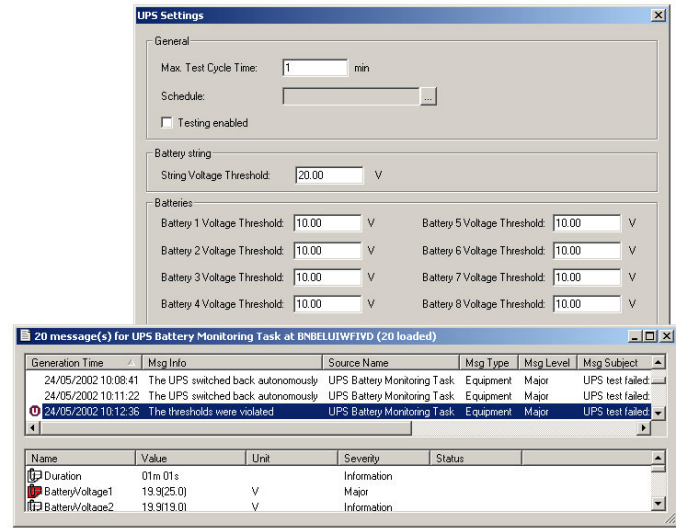 UPS Settings
General
Max. Test Cycle Time: 1 min
Schedule: ...
Testing enabled
Battery string
String Voltage Threshold: 20.00 V
Batteries
Battery 1 Voltage Threshold: 10.00 V Battery 5 Voltage Threshold: 10.00 V
Battery 2 Voltage Threshold: 10.00 V Battery 6 Voltage Threshold: 10.00 V
Battery 3 Voltage Threshold: 10.00 V Battery 7 Voltage Threshold: 10.00 V
Battery 4 Voltage Threshold: 10.00 V Battery 8 Voltage Threshold: 10.00 V
20 message(s) for UPS Battery Monitoring Task at BNBELUIWFIVD (20 loaded)
Generation Time Msg Info Source Name Msg Type Msg Level Msg Subject
24/05/2002 10:08:41 The UPS switched back autonomously UPS Battery Monitoring Task Equipment Major UPS test failed:
24/05/2002 10:11:22 The UPS switched back autonomously UPS Battery Monitoring Task Equipment Major UPS test failed:
24/05/2002 10:12:36 The thresholds were violated UPS Battery Monitoring Task Equipment Major UPS test failed:
Name Value Unit Severity Status
Duration 01m 01s Information
BatteryVoltage1 19.9(25.0) V Major
BatteryVoltage2 19.9(19.0) V Information